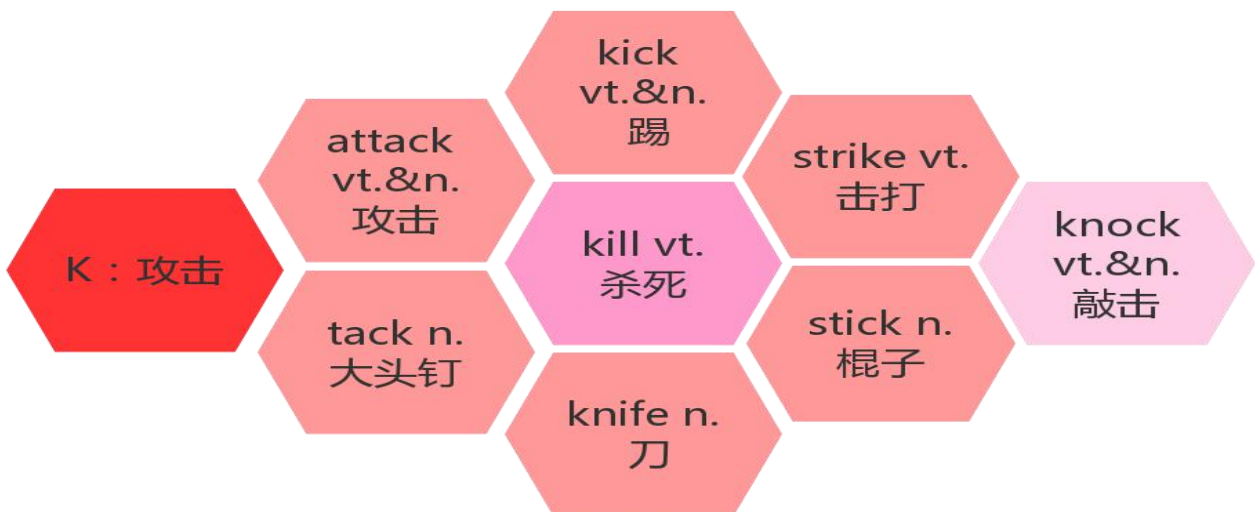 K：攻击
attack
vt.&n.
攻击
tack n.
大头钉
kick
vt.&n.
踢
kill vt.
杀死
knife n.
刀
strike vt.
击打
stick n.
棍子
knock
vt.&n.
敲击